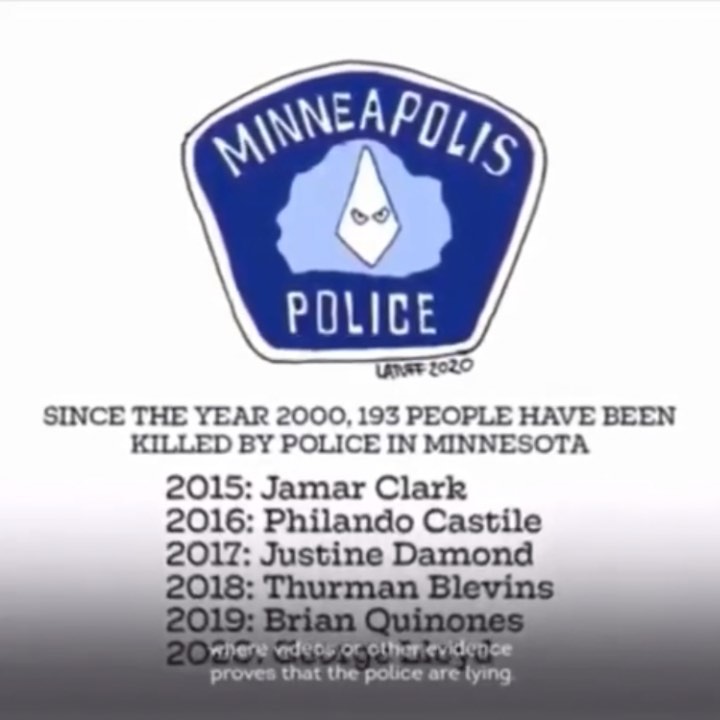 MINNEAPOLIS
POLICE
LATUFF 2020
SINCE THE YEAR 2000, 193 PEOPLE HAVE BEEN
KILLED BY POLICE IN MINNESOTA
2015: Jamar Clark
2016: Philando Castile
2017: Justine Damond
2018: Thurman Blevins
2019: Brian Quinones
2020: George
where videos or other evidence
proves that the police are lying.